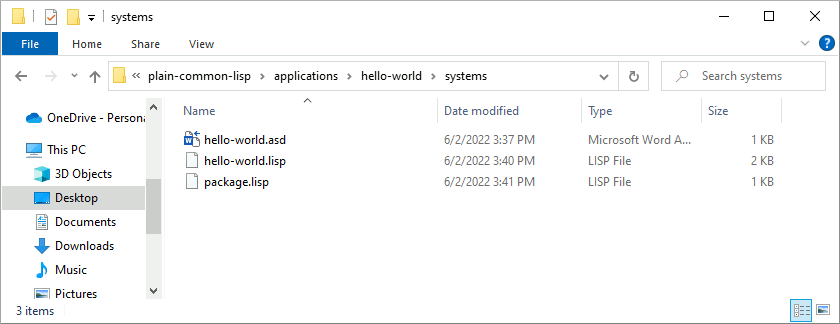 systems
File Home Share View
plain-common-lisp applications hello-world systems Search systems
Name Date modified Type Size
OneDrive - Persona
This PC
3D Objects
Desktop
Documents
Downloads
Music
Pictures
hello-world.asd 6/2/2022 3:37 PM Microsoft Word A... 1 KB
hello-world.lisp 6/2/2022 3:40 PM LISP File 2 KB
package.lisp 6/2/2022 3:41 PM LISP File 1 KB
3 items